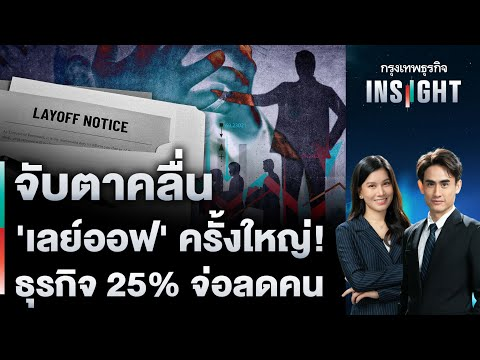 กรุงเทพธุรกิจ
INSIGHT
LAYOFF NOTICE
จับตาคลื่น
'เลย์ออฟ' ครั้งใหญ่!
ธุรกิจ 25% จ่อลดคน